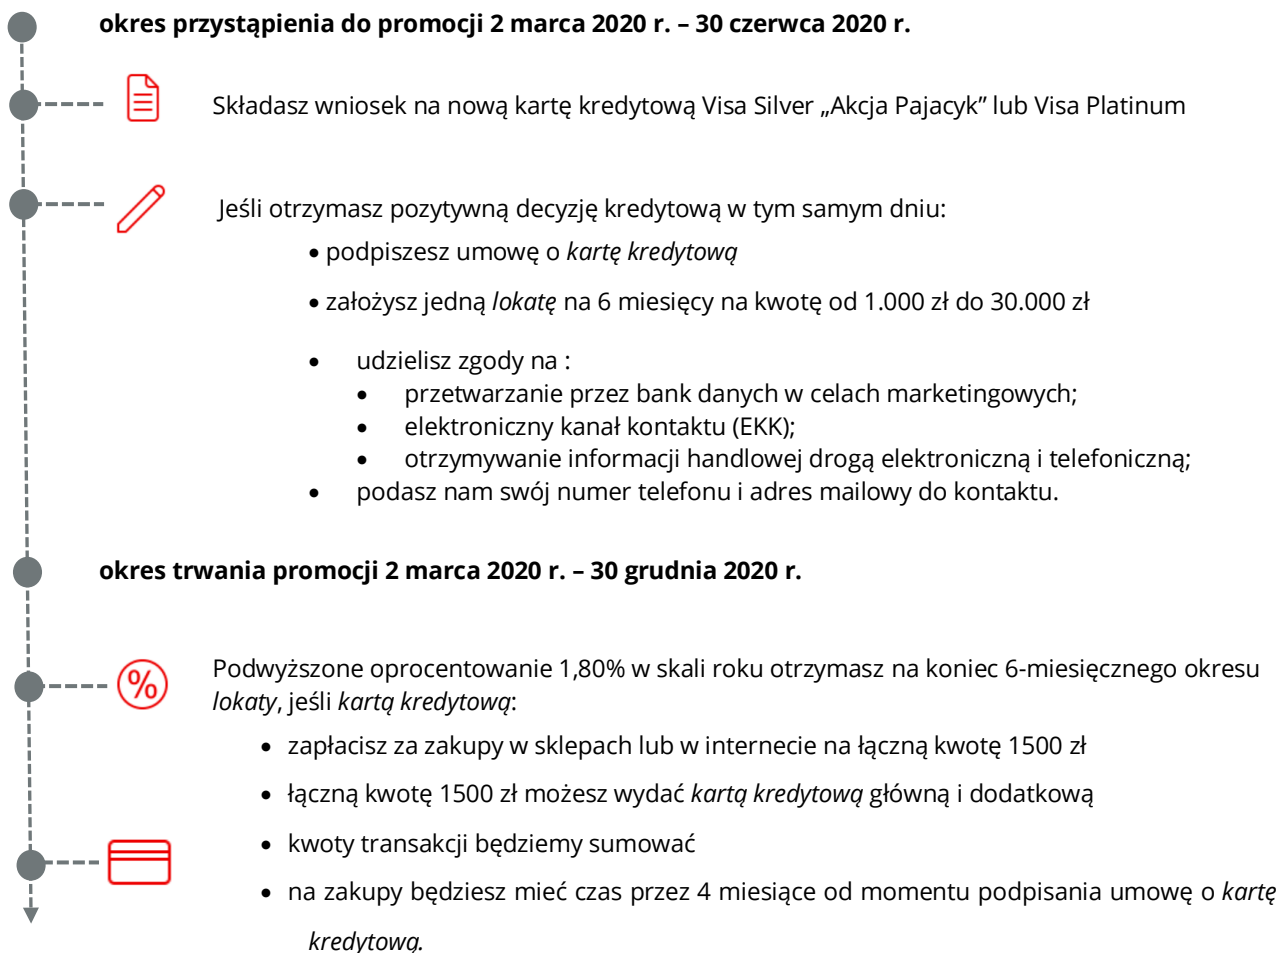 okres przystąpienia do promocji 2 marca 2020 r. – 30 czerwca 2020 r.
Składasz wniosek na nową kartę kredytową Visa Silver „Akcja Pajacyk” lub Visa Platinum
Jeśli otrzymasz pozytywną decyzję kredytową w tym samym dniu:
• podpiszesz umowę o kartę kredytową
• założysz jedną lokatę na 6 miesięcy na kwotę od 1.000 zł do 30.000 zł
• udzielisz zgody na :
• przetwarzanie przez bank danych w celach marketingowych;
• elektroniczny kanał kontaktu (EKK);
• otrzymywanie informacji handlowej drogą elektroniczną i telefoniczną;
• podasz nam swój numer telefonu i adres mailowy do kontaktu.
okres trwania promocji 2 marca 2020 r. – 30 grudnia 2020 r.
%
Podwyższone oprocentowanie 1,80% w skali roku otrzymasz na koniec 6-miesięcznego okresu
lokaty, jeśli kartą kredytową:
• zapłacisz za zakupy w sklepach lub w internecie na łączną kwotę 1500 zł
• łączną kwotę 1500 zł możesz wydać kartą kredytową główną i dodatkową
• kwoty transakcji będziemy sumować
• na zakupy będziesz mieć czas przez 4 miesiące od momentu podpisania umowę o kartę
kredytową.